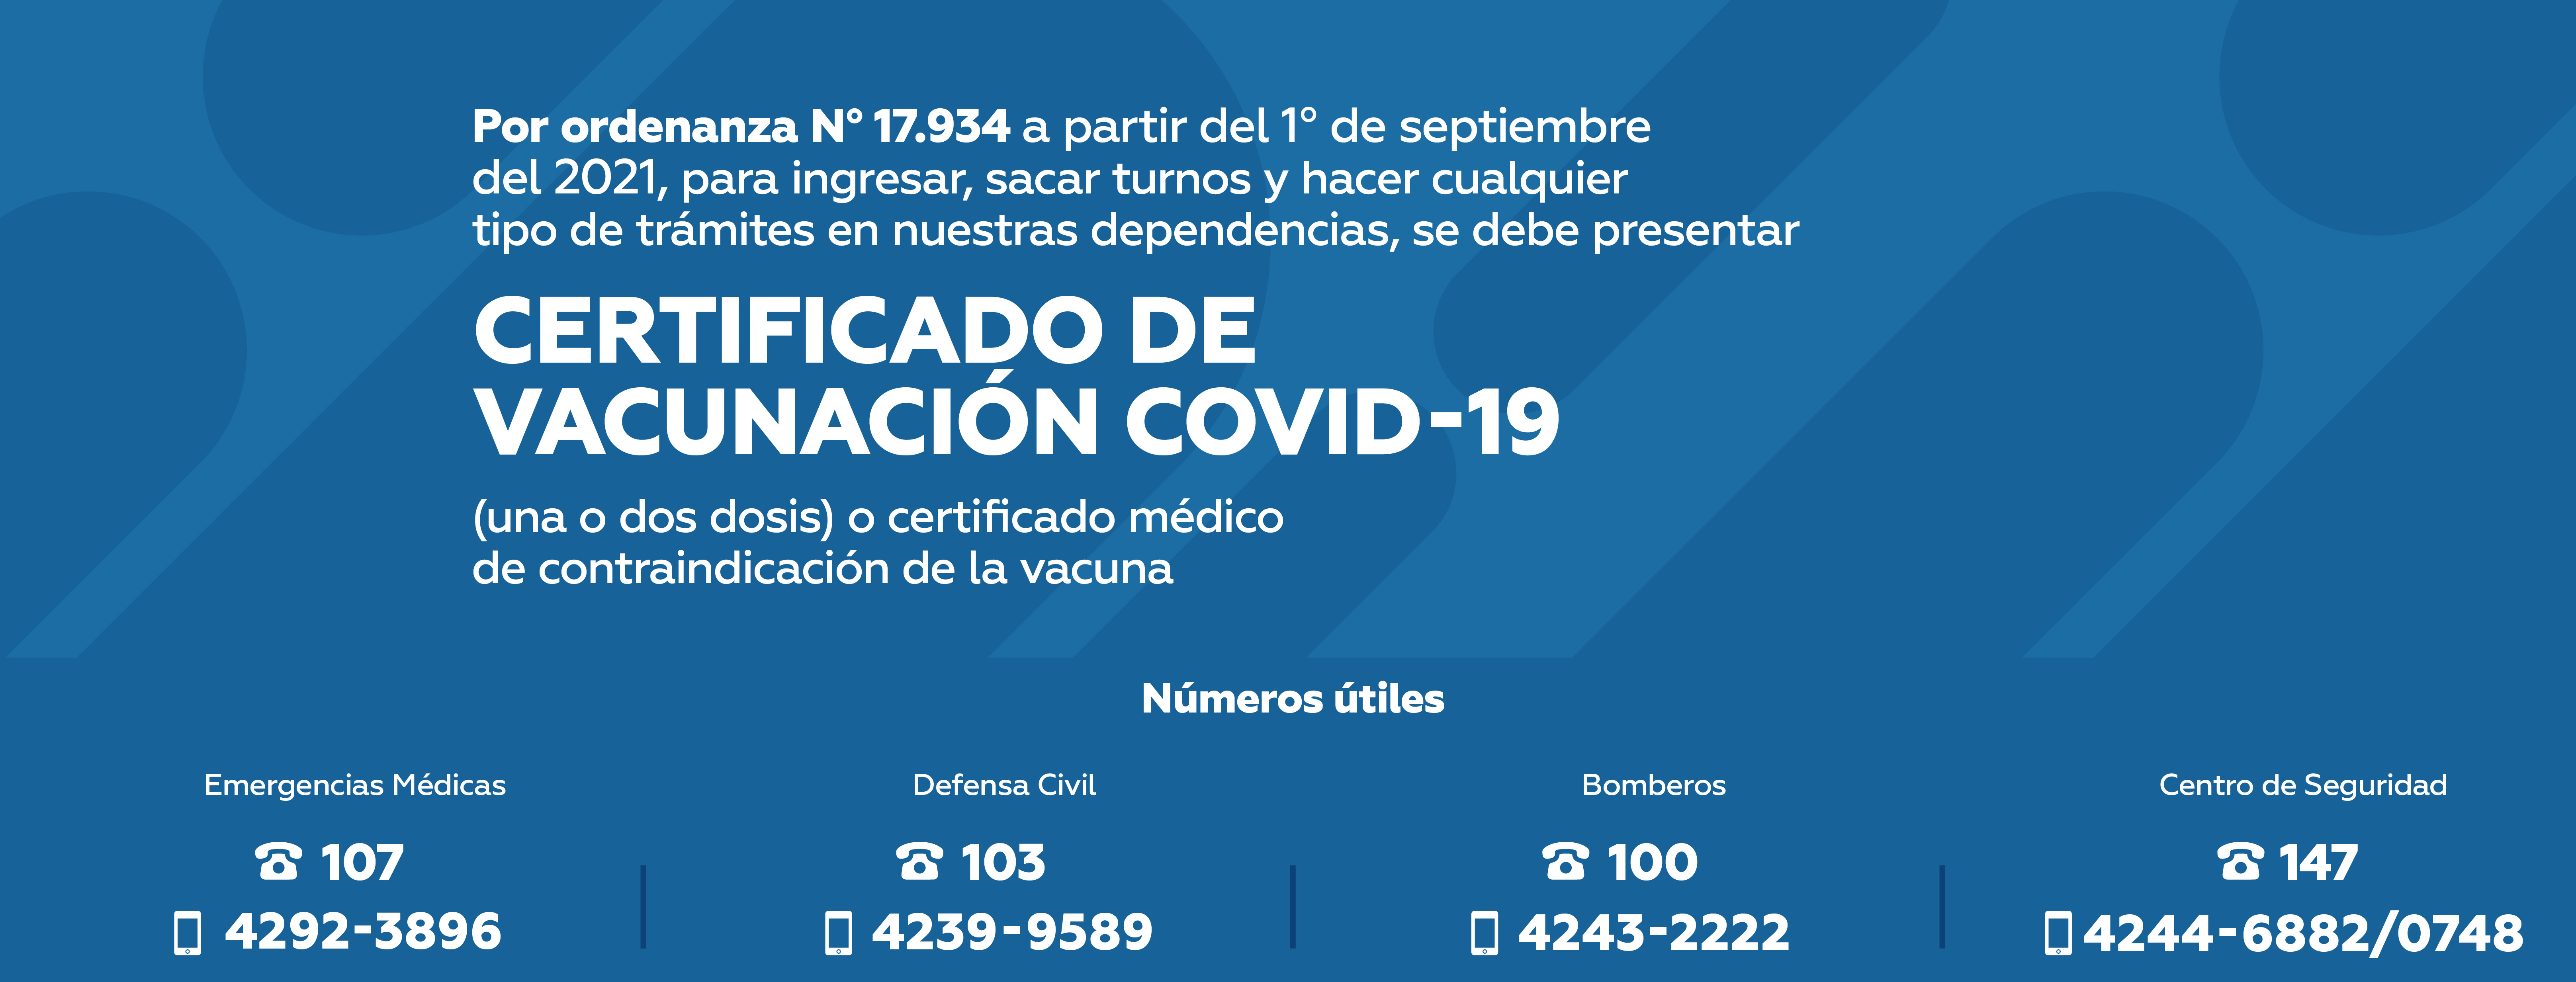 Por ordenanza N° 17.934 a partir del 1° de septiembre
del 2021, para ingresar, sacar turnos y hacer cualquier
tipo de trámites en nuestras dependencias, se debe presentar
CERTIFICADO DE
VACUNACIÓN COVID-19
(una o dos dosis) o certificado médico
de contraindicación de la vacuna
Números útiles
Emergencias Médicas
107
4292-3896
Defensa Civil
103
4239-9589
Bomberos
100
4243-2222
Centro de Seguridad
147
4244-6882/0748